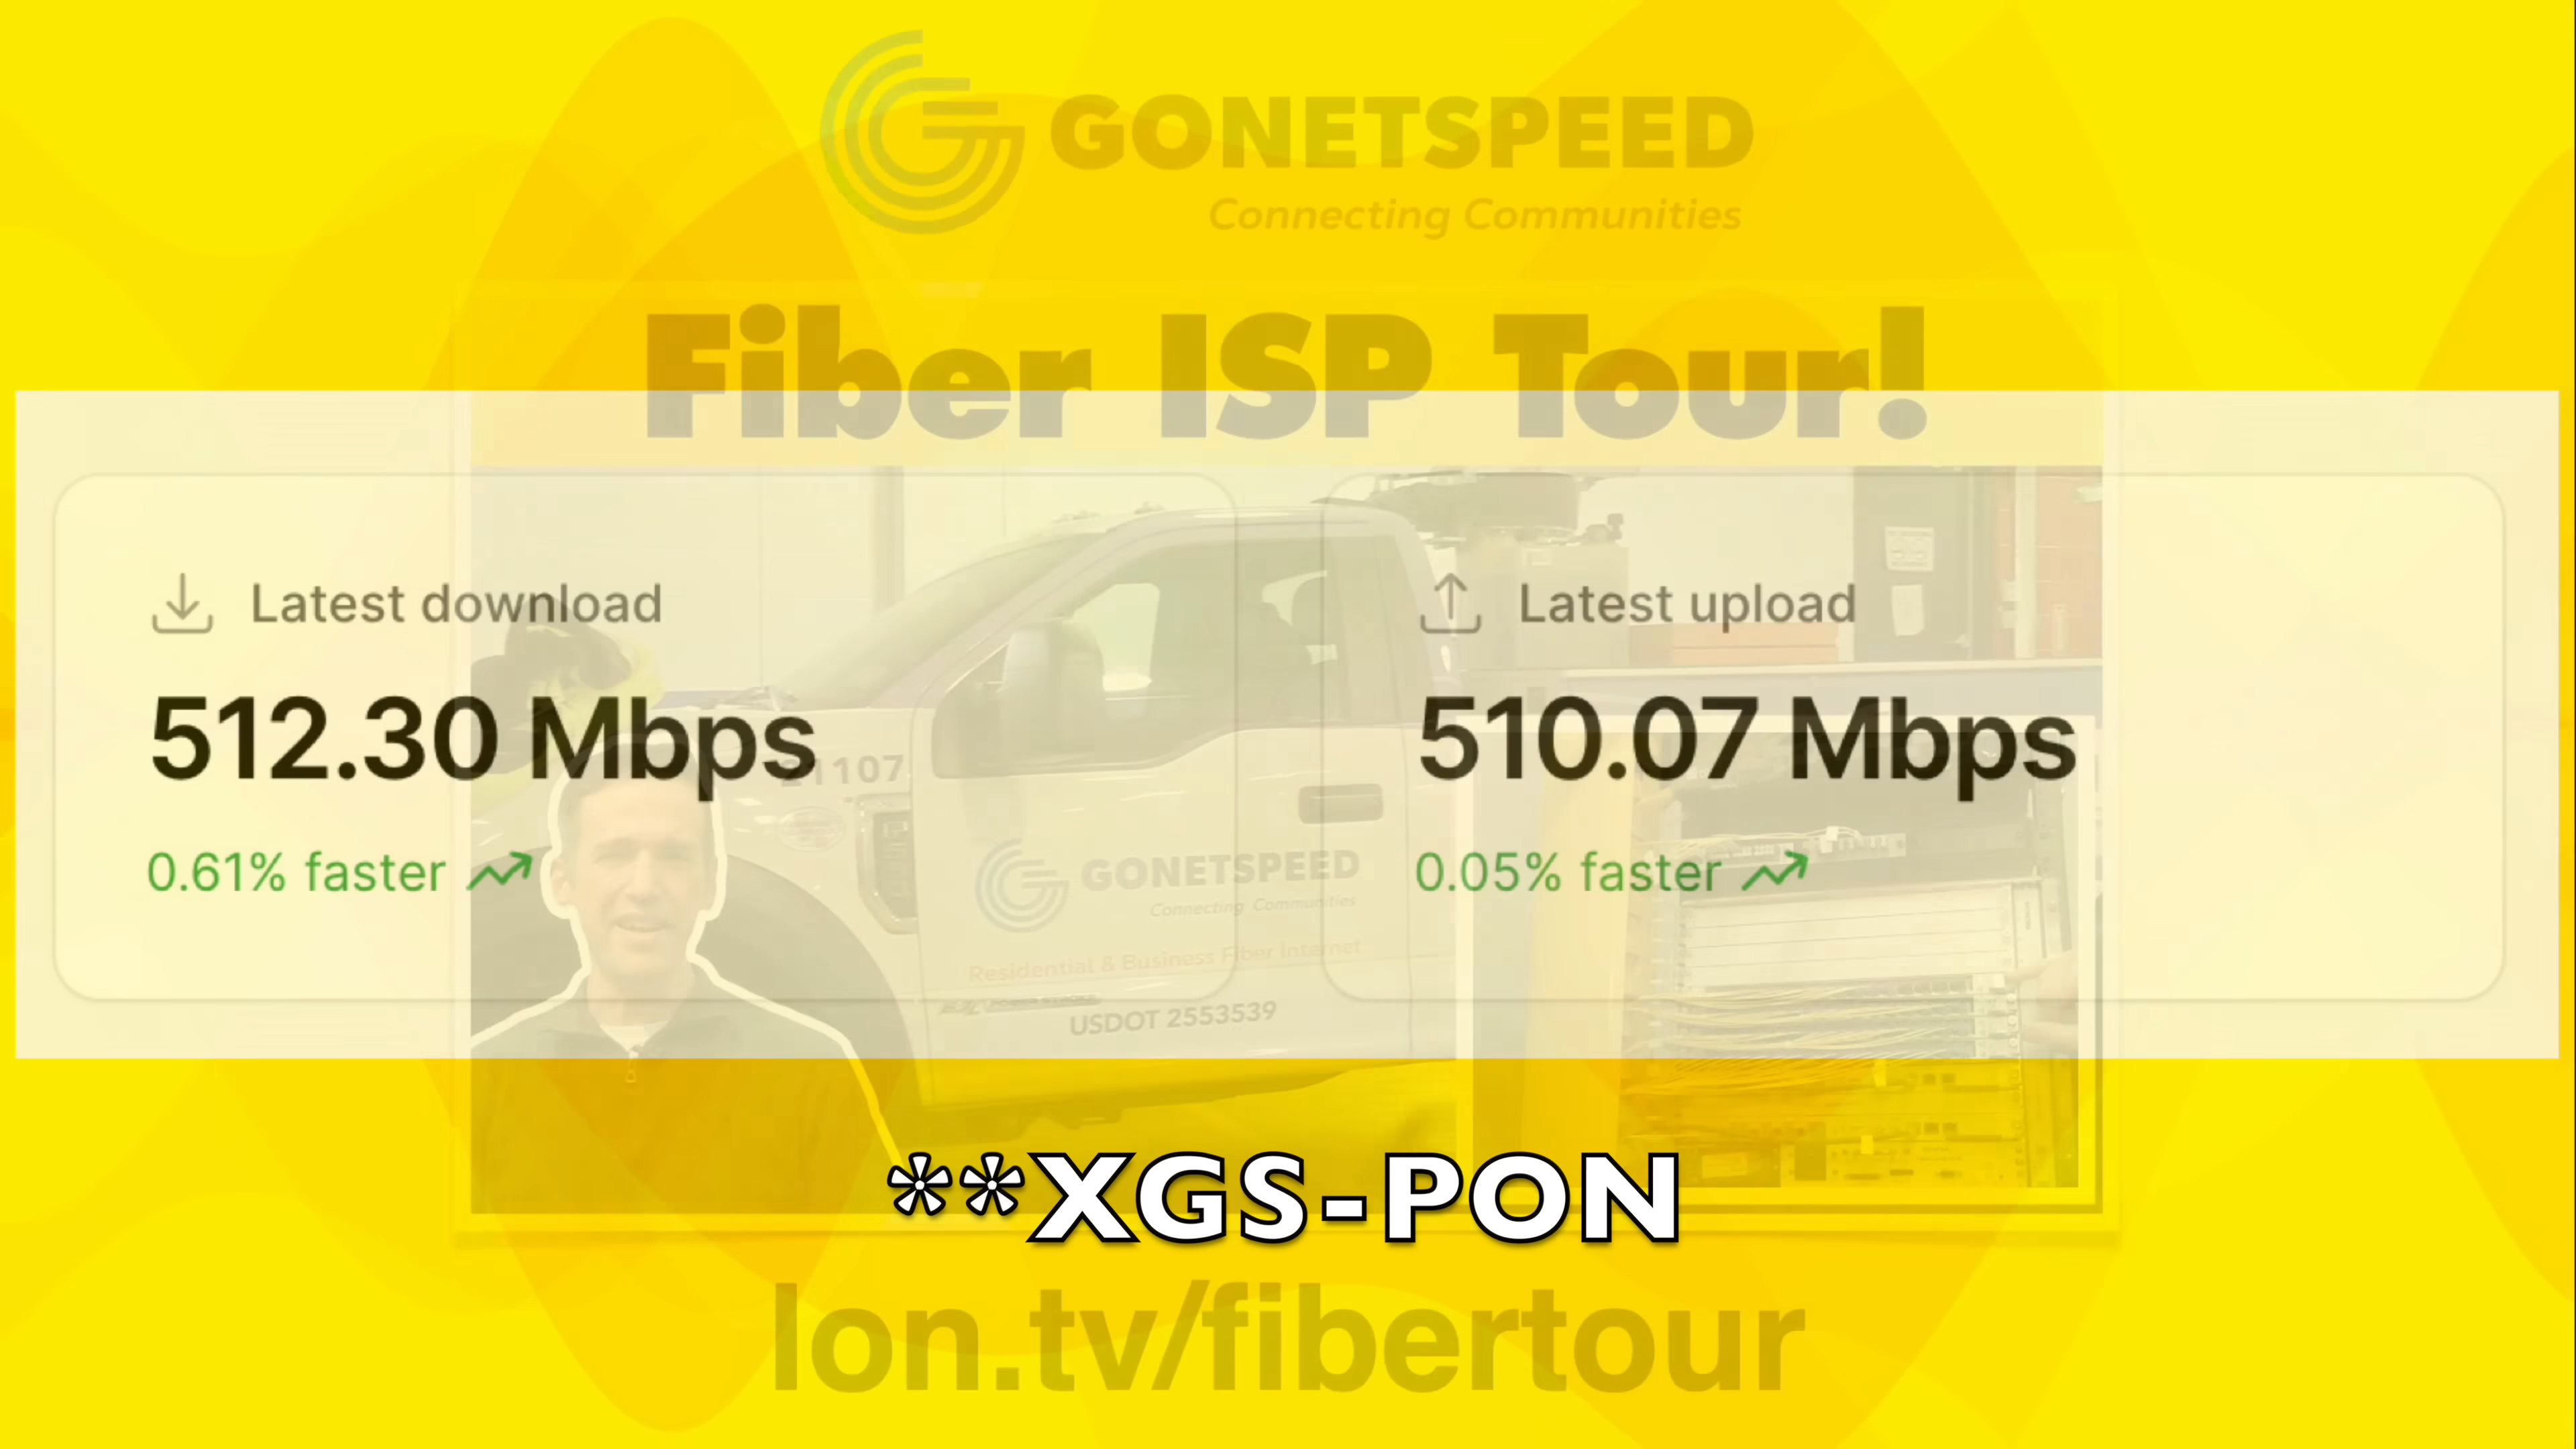 GONETSPEED
Connecting Communities
Fiber ISP Tour!
Latest download
Latest upload
512.30 Mbps
510.07 Mbps
0.61% faster
0.05% faster
1107
GONETSPEED
Connecting Communities
Residential & Business Fiber Internet
USDOT 2553539
**XGS-PON
lon.tv/fibertour